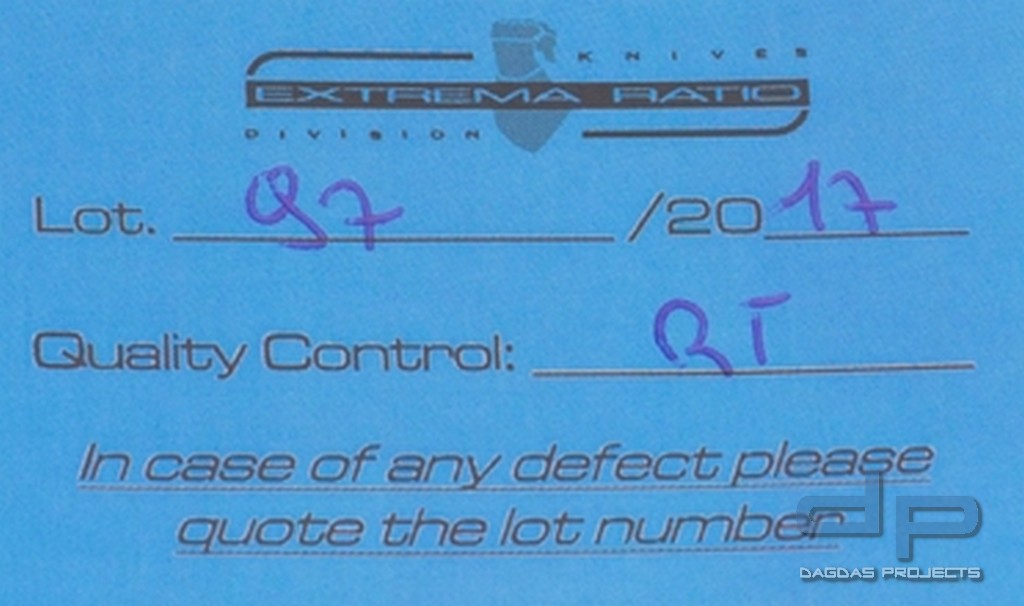 KNIVES
EXTREMA RATIO
DIVISION
Lot. 97 /2017
Quality Control: RT
In case of any defect please
quote the lot number
dp
DAGDAS PROJECTS